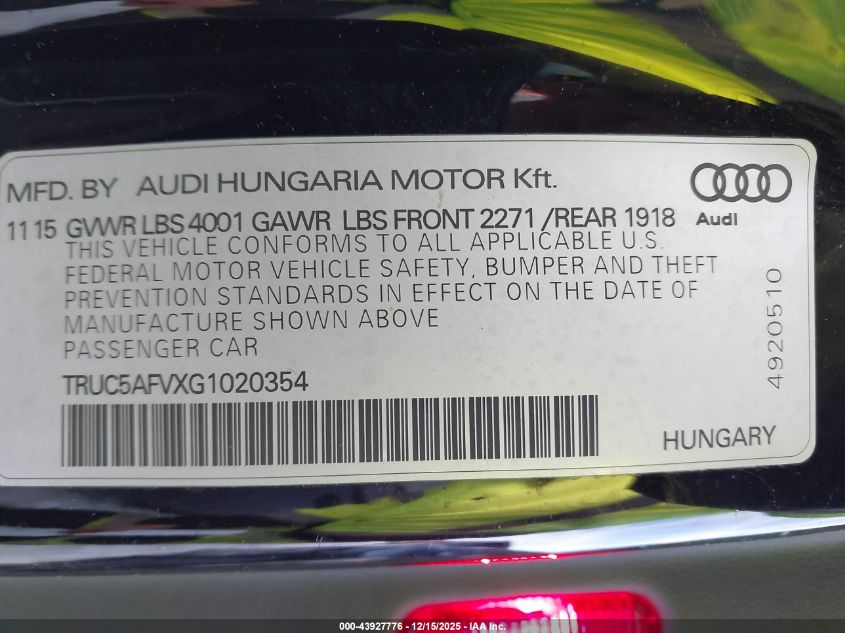 MFD. BY AUDI HUNGARIA MOTOR Kft.
Audi
11 15 GVWR LBS 4001 GAWR LBS FRONT 2271 /REAR 1918
THIS VEHICLE CONFORMS TO ALL APPLICABLE U.S.
FEDERAL MOTOR VEHICLE SAFETY, BUMPER AND THEFT
PREVENTION STANDARDS IN EFFECT ON THE DATE OF
MANUFACTURE SHOWN ABOVE
PASSENGER CAR
TRUC5AFVXG1020354
4920510
HUNGARY
000-43927776 - 12/15/2025 - IAA Inc.